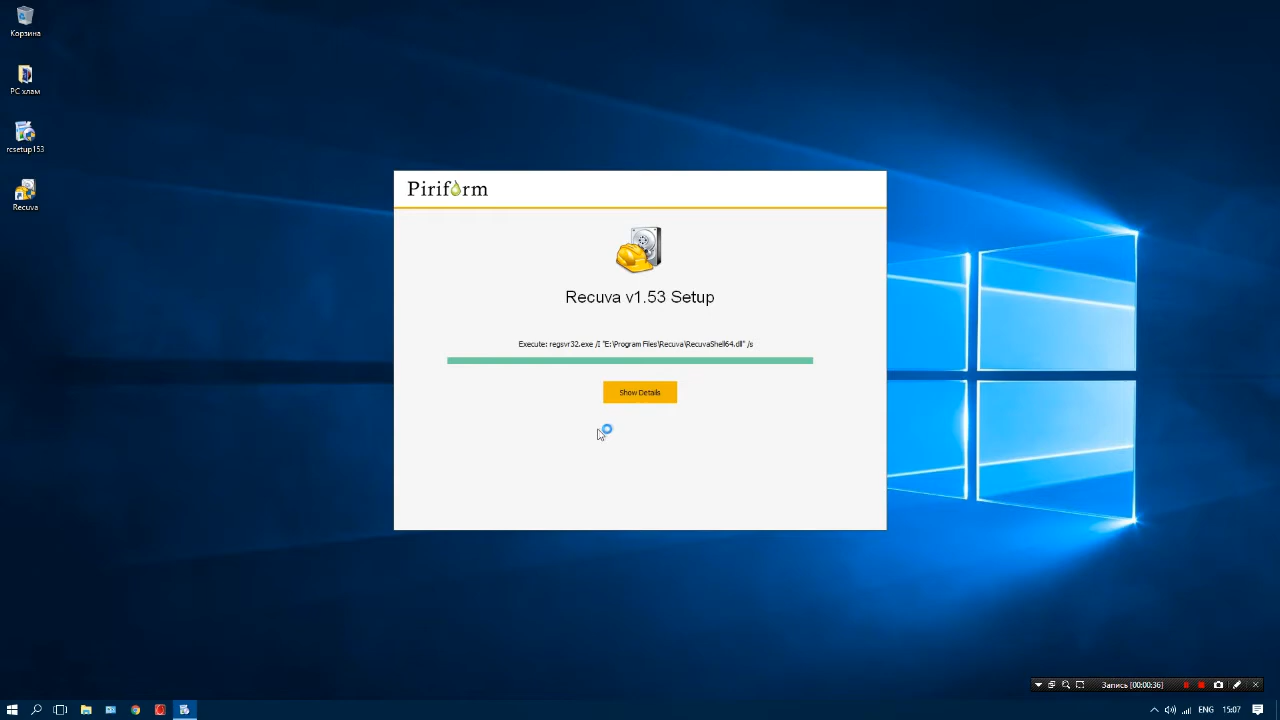 Корзина
PC хлам
rcsetup153
Recuva
Piriform
Recuva v1.53 Setup
Execute: regsvr32.exe /I "E:\Program Files\Recuva\RecuvaShell64.dll" /s
Show Details
Запись [00:00:36]
ENG
15:07